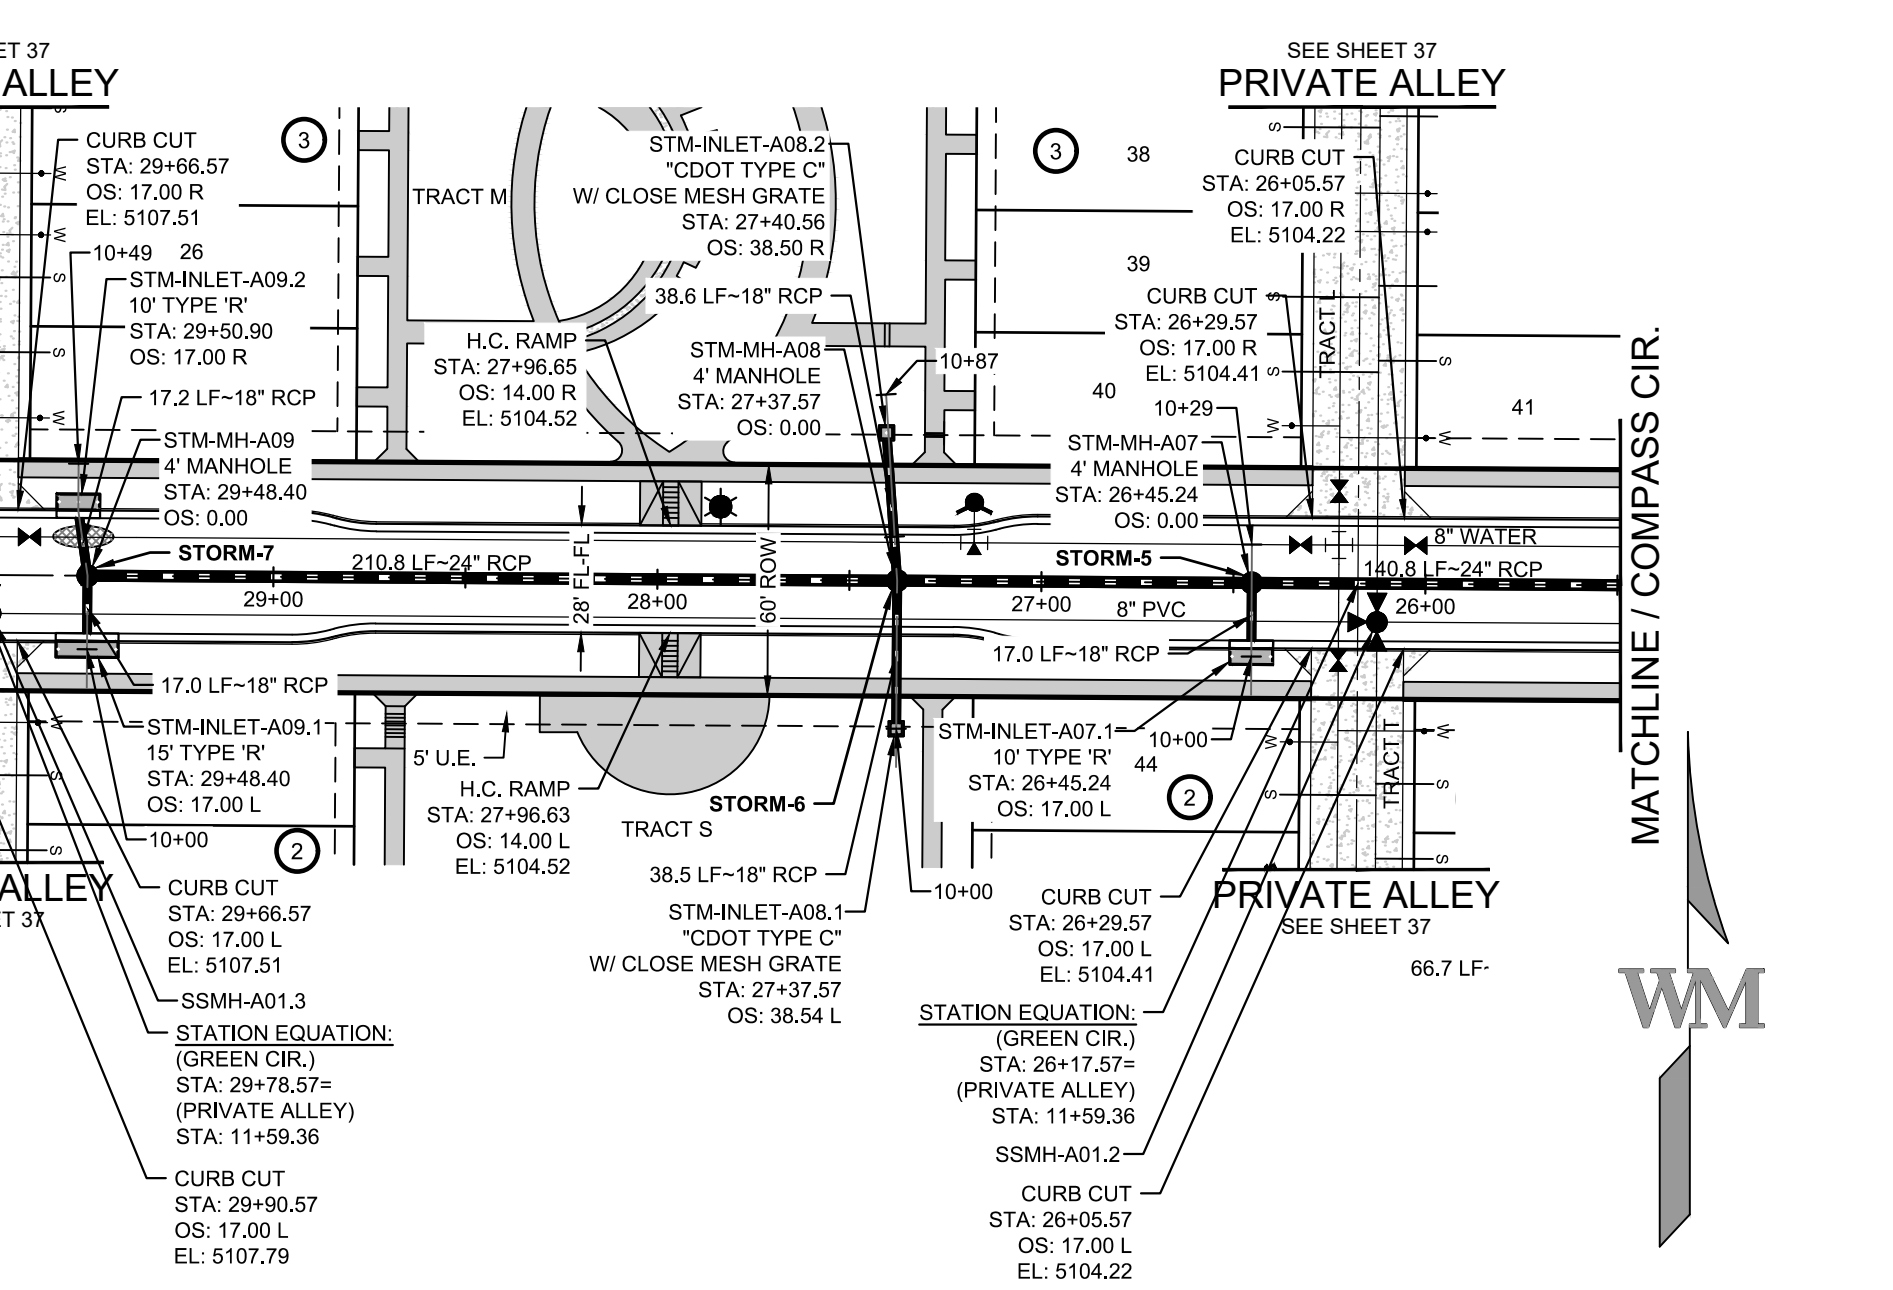 ET 37
ALLEY
CURB CUT
STA: 29+66.57
OS: 17.00 R
EL: 5107.51
3
TRACT M
10+49
26
STM-INLET-A09.2
10' TYPE 'R'
STA: 29+50.90
OS: 17.00 R
17.2 LF~18" RCP
STM-MH-A09
4' MANHOLE
STA: 29+48.40
OS: 0.00
STORM-7
H.C. RAMP
STA: 27+96.65
OS: 14.00 R
EL: 5104.52
STM-INLET-A08.2
"CDOT TYPE C"
W/ CLOSE MESH GRATE
STA: 27+40.56
OS: 38.50 R
38.6 LF~18" RCP
STM-MH-A08
4' MANHOLE
STA: 27+37.57
OS: 0.00
10+87
3
38
39
40
41
SEE SHEET 37
PRIVATE ALLEY
CURB CUT
STA: 26+05.57
OS: 17.00 R
EL: 5104.22
CURB CUT
STA: 26+29.57
OS: 17.00 R
EL: 5104.41
TRACT L
10+29
STM-MH-A07
4' MANHOLE
STA: 26+45.24
OS: 0.00
STORM-5
8" WATER
210.8 LF~24" RCP
140.8 LF~24" RCP
29+00
28+00
27+00
26+00
28' FL-FL
60' ROW
8" PVC
17.0 LF~18" RCP
MATCHLINE / COMPASS CIR.
17.0 LF~18" RCP
STM-INLET-A09.1
15' TYPE 'R'
STA: 29+48.40
OS: 17.00 L
10+00
2
5' U.E.
H.C. RAMP
STA: 27+96.63
OS: 14.00 L
EL: 5104.52
TRACT S
STORM-6
38.5 LF~18" RCP
STM-INLET-A08.1
"CDOT TYPE C"
W/ CLOSE MESH GRATE
STA: 27+37.57
OS: 38.54 L
10+00
STM-INLET-A07.1
10' TYPE 'R'
STA: 26+45.24
OS: 17.00 L
10+00
44
2
TRACT T
ALLEY
ET 37
CURB CUT
STA: 29+66.57
OS: 17.00 L
EL: 5107.51
SSMH-A01.3
STATION EQUATION:
(GREEN CIR.)
STA: 29+78.57=
(PRIVATE ALLEY)
STA: 11+59.36
CURB CUT
STA: 29+90.57
OS: 17.00 L
EL: 5107.79
PRIVATE ALLEY
SEE SHEET 37
CURB CUT
STA: 26+29.57
OS: 17.00 L
EL: 5104.41
STATION EQUATION:
(GREEN CIR.)
STA: 26+17.57=
(PRIVATE ALLEY)
STA: 11+59.36
SSMH-A01.2
CURB CUT
STA: 26+05.57
OS: 17.00 L
EL: 5104.22
66.7 LF
WM